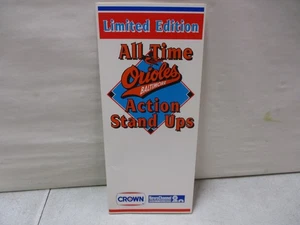 Limited Edition
All Time
Orioles
BALTIMORE
Action
Stand Ups
CROWN